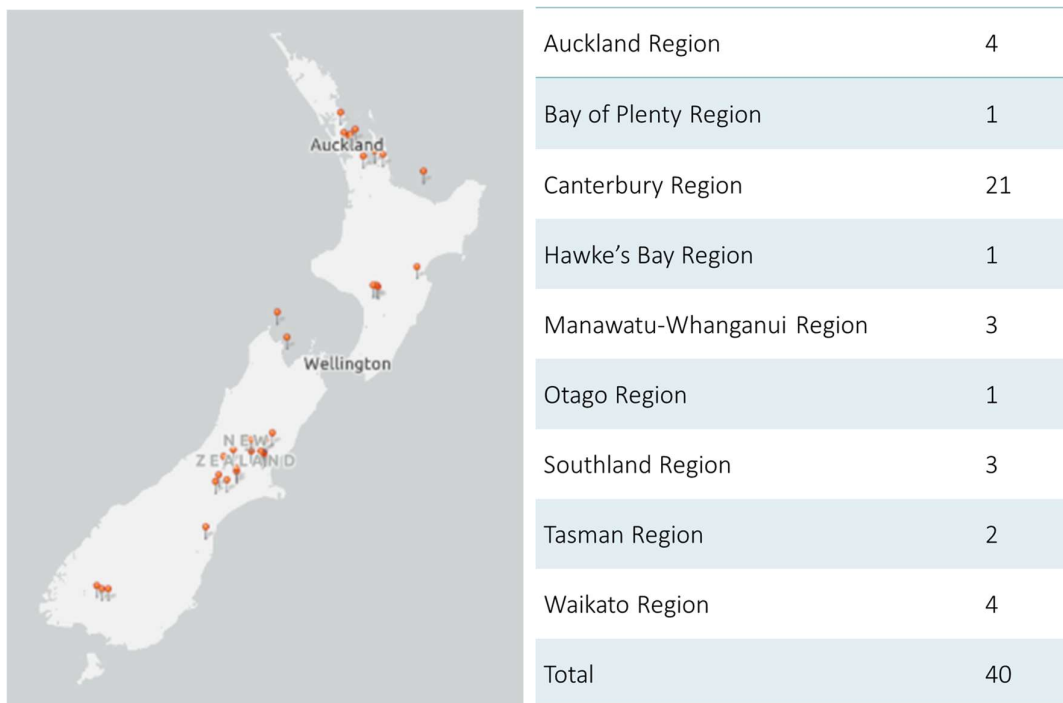 Auckland
Wellington
NEW
ZEALAND
Auckland Region 4
Bay of Plenty Region 1
Canterbury Region 21
Hawke’s Bay Region 1
Manawatu-Whanganui Region 3
Otago Region 1
Southland Region 3
Tasman Region 2
Waikato Region 4
Total 40